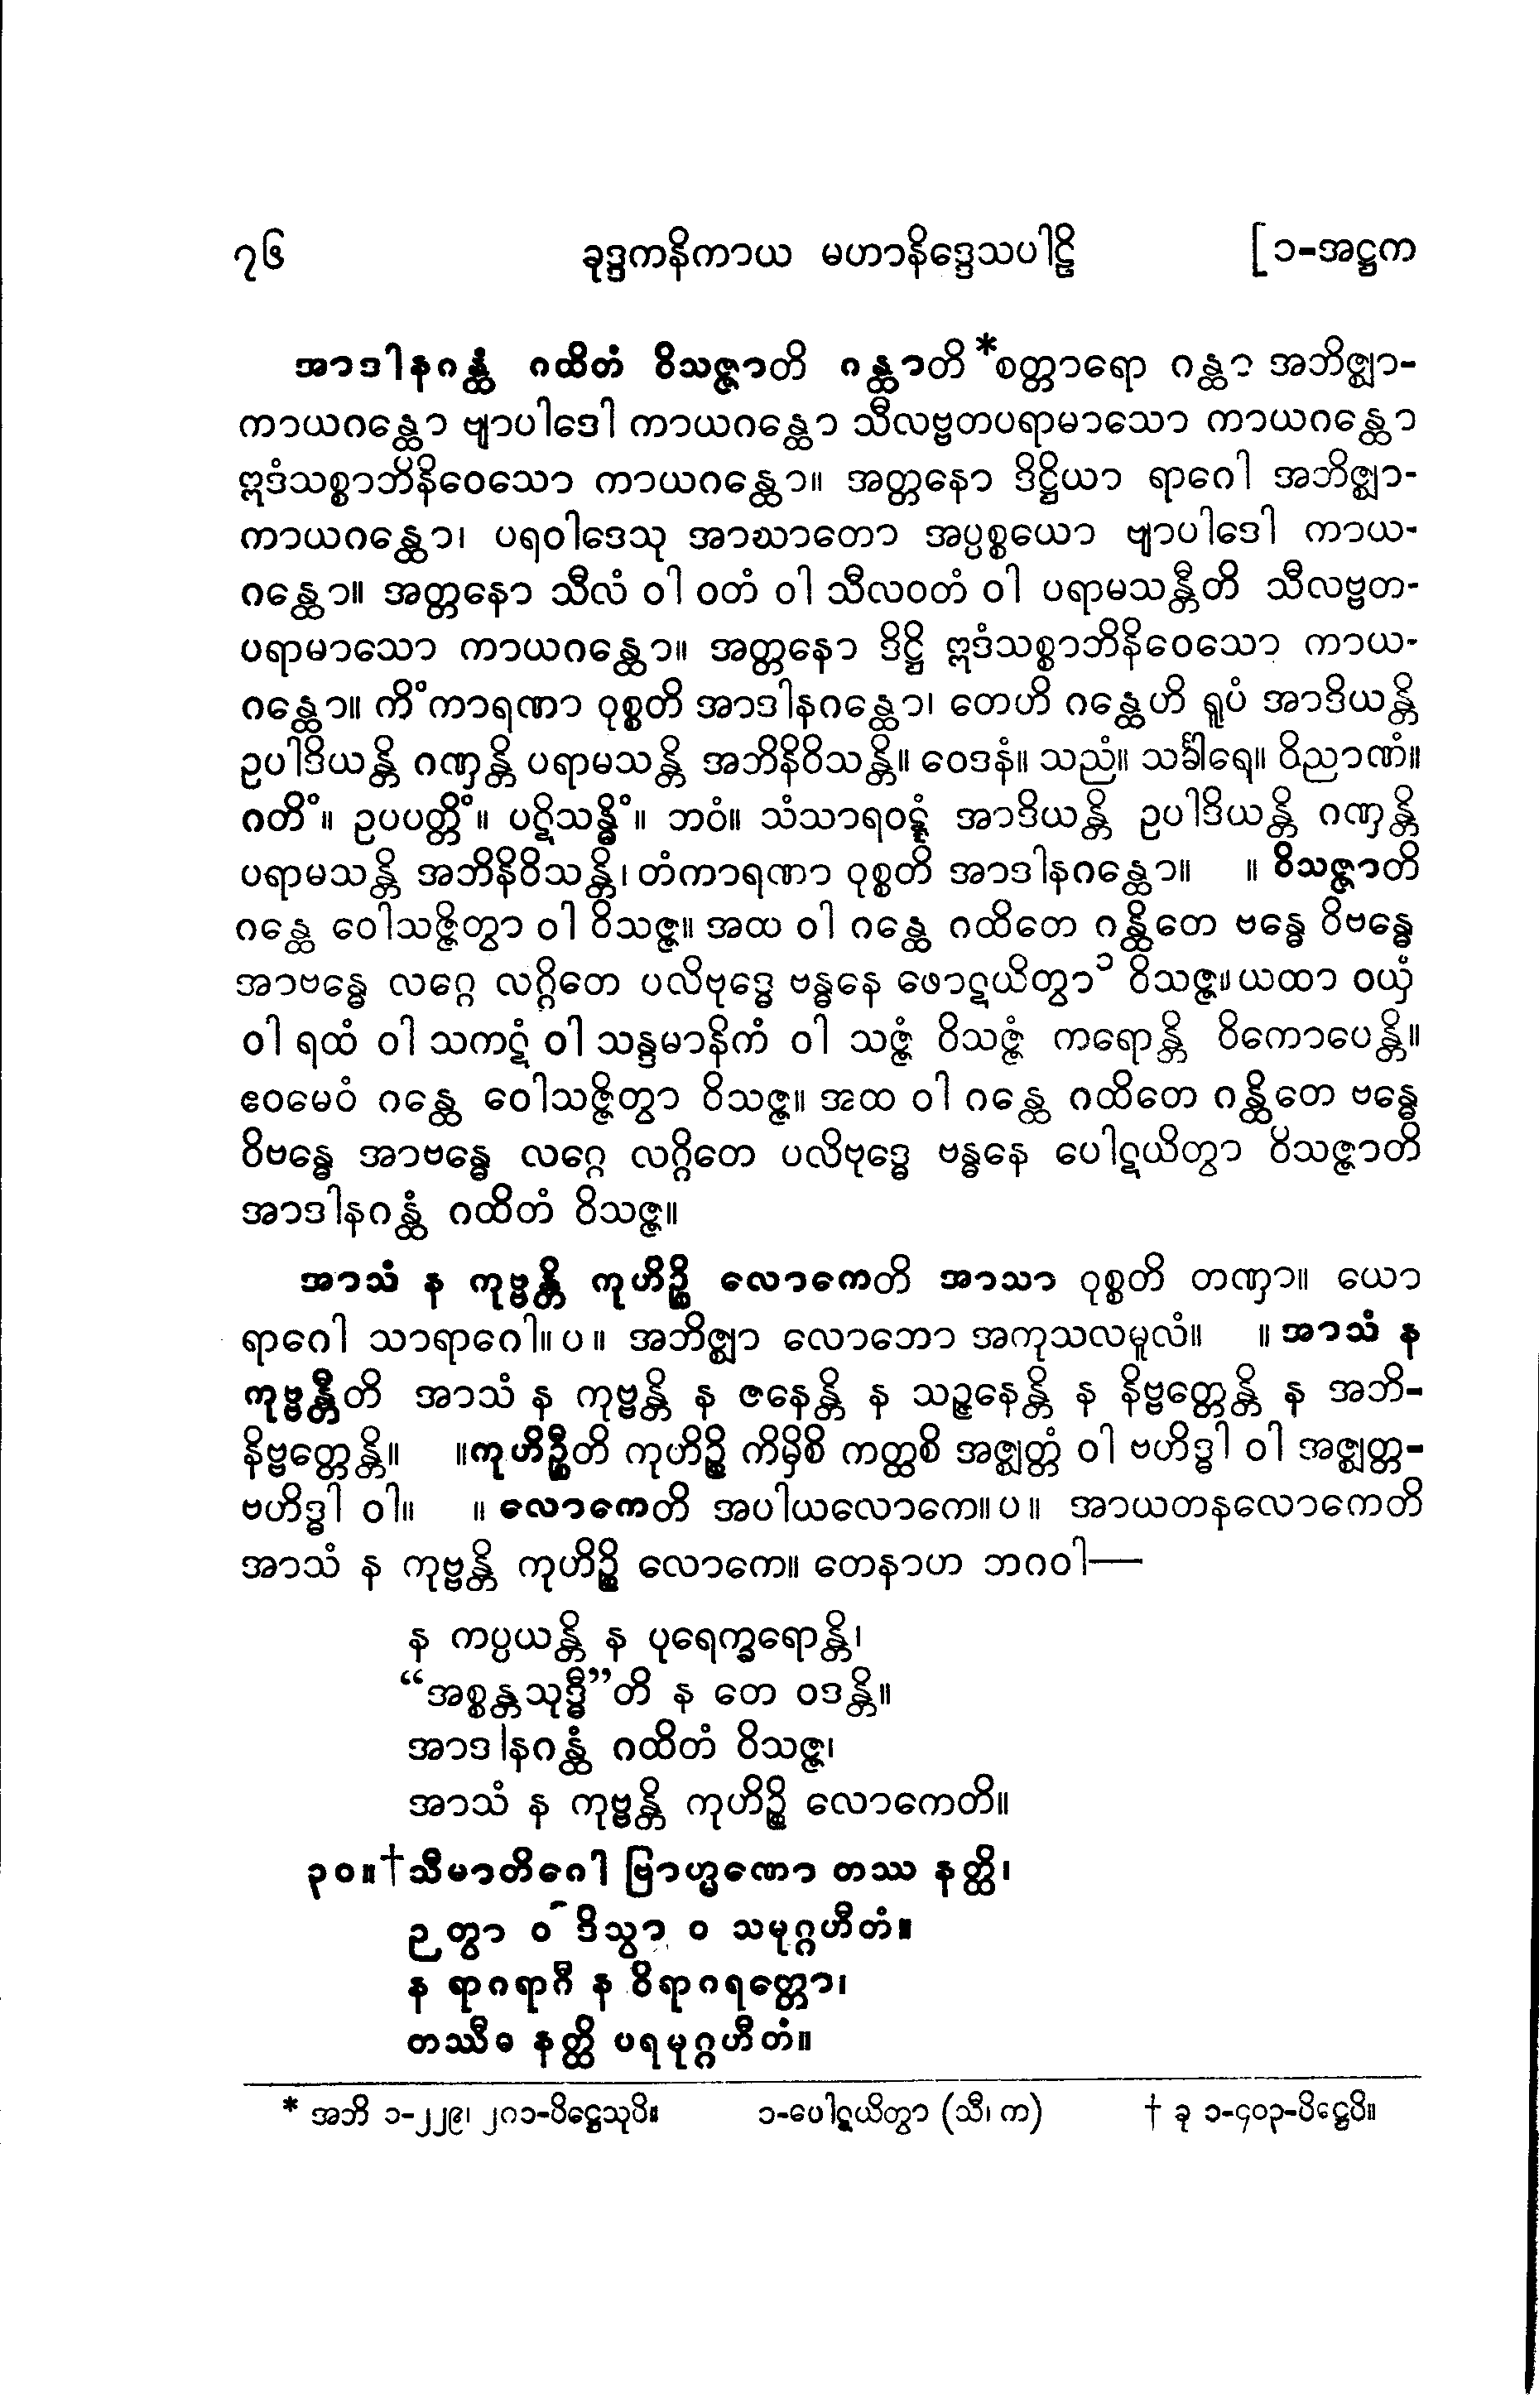 ၇၆ ခုဒ္ဒကနိကာယ မဟာနိဒ္ဒေသပါဠိ [ ၁-အဋ္ဌက
အာဒါနဂန္ထံ ဂထိတံ ဝိသဇ္ဇာတိ ဂန္ထာတိ *စတ္တာရော ဂန္ထာ အဘိဇ္ဈာ-
ကာယဂန္ထော ဗျာပါဒေါ ကာယဂန္ထော သီလဗ္ဗတပရာမာသော ကာယဂန္ထော
ဣဒံသစ္စာဘိနိဝေသော ကာယဂန္ထော။ အတ္တနော ဒိဋ္ဌိယာ ရာဂေါ အဘိဇ္ဈာ-
ကာယဂန္ထော၊ ပရဝါဒေသု အာဃာတော အပ္ပစ္စယော ဗျာပါဒေါ ကာယ-
ဂန္ထော။ အတ္တနော သီလံ ဝါ ဝတံ ဝါ သီလဝတံ ဝါ ပရာမသန္တီတိ သီလဗ္ဗတ-
ပရာမာသော ကာယဂန္ထော။ အတ္တနော ဒိဋ္ဌိ ဣဒံသစ္စာဘိနိဝေသော ကာယ-
ဂန္ထော။ ကိံကာရဏာ ဝုစ္စတိ အာဒါနဂန္ထော၊ တေဟိ ဂန္ထေဟိ ရူပံ အာဒိယန္တိ
ဥပါဒိယန္တိ ဂဏှန္တိ ပရာမသန္တိ အဘိနိဝိသန္တိ။ ဝေဒနံ။ သညံ။ သင်္ခါရေ။ ဝိညာဏံ။
ဂတိံ။ ဥပပတ္တိံ။ ပဋိသန္ဓိံ။ ဘဝံ။ သံသာရဝဋ္ဋံ အာဒိယန္တိ ဥပါဒိယန္တိ ဂဏှန္တိ
ပရာမသန္တိ အဘိနိဝိသန္တိ၊ တံကာရဏာ ဝုစ္စတိ အာဒါနဂန္ထော။ ။ ဝိသဇ္ဇာတိ
ဂန္ထေ ဝေါသဇ္ဇိတွာ ဝါ ဝိသဇ္ဇ။ အထ ဝါ ဂန္ထေ ဂထိတေ ဂန္ထိတေ ဗန္ဓေ ဝိဗန္ဓေ
အာဗန္ဓေ လဂ္ဂေ လဂ္ဂိတေ ပလိဗုဒ္ဓေ ဗန္ဓနေ ဖောဋယိတွာ၁ ဝိသဇ္ဇ။ ယထာ ဝယှံ
ဝါ ရထံ ဝါ သကဋံ ဝါ သန္ဒမာနိကံ ဝါ သဇ္ဇံ ဝိသဇ္ဇံ ကရောန္တိ ဝိကောပေန္တိ။
ဧဝမေဝံ ဂန္ထေ ဝေါသဇ္ဇိတွာ ဝိသဇ္ဇ။ အထ ဝါ ဂန္ထေ ဂထိတေ ဂန္ထိတေ ဗန္ဓေ
ဝိဗန္ဓေ အာဗန္ဓေ လဂ္ဂေ လဂ္ဂိတေ ပလိဗုဒ္ဓေ ဗန္ဓနေ ပေါဋယိတွာ ဝိသဇ္ဇာတိ
အာဒါနဂန္ထံ ဂထိတံ ဝိသဇ္ဇ။
အာသံ န ကုဗ္ဗန္တိ ကုဟိဉ္စိ လောကေတိ အာသာ ဝုစ္စတိ တဏှာ။ ယော
ရာဂေါ သာရာဂေါ။ ပ ။ အဘိဇ္ဈာ လောဘော အကုသလမူလံ။ ။ အာသံ န
ကုဗ္ဗန္တီတိ အာသံ န ကုဗ္ဗန္တိ န ဇနေန္တိ န သဉ္ဇနေန္တိ န နိဗ္ဗတ္တေန္တိ န အဘိ-
နိဗ္ဗတ္တေန္တိ။ ။ကုဟိဉ္စီတိ ကုဟိဉ္စိ ကိမှိစိ ကတ္ထစိ အဇ္ဈတ္တံ ဝါ ဗဟိဒ္ဓါ ဝါ အဇ္ဈတ္တ-
ဗဟိဒ္ဓါ ဝါ။ ။ လောကေတိ အပါယလောကေ။ ပ ။ အာယတနလောကေတိ
အာသံ န ကုဗ္ဗန္တိ ကုဟိဉ္စိ လောကေ။ တေနာဟ ဘဂဝါ—
န ကပ္ပယန္တိ န ပုရေက္ခရောန္တိ၊
“အစ္စန္တသုဒ္ဓီ”တိ န တေ ဝဒန္တိ။
အာဒါနဂန္ထံ ဂထိတံ ဝိသဇ္ဇ၊
အာသံ န ကုဗ္ဗန္တိ ကုဟိဉ္စိ လောကေတိ။
၃၀။†သီမာတိဂေါ ဗြာဟ္မဏော တဿ နတ္ထိ၊
ဉတွာ ဝ ဒိသွာ ဝ သမုဂ္ဂဟီတံ။
န ရာဂရာဂီ န ဝိရာဂရတ္တော၊
တဿီဓ နတ္ထိ ပရမုဂ္ဂဟီတံ။
* အဘိ ၁-၂၂၉၊ ၂၈၁-ပိဋ္ဌေသုပိ။ ၁-ပေါဋ္ဋယိတွာ (သီ၊ က) † ခု ၁-၄၀၃-ပိဋ္ဌေပိ။